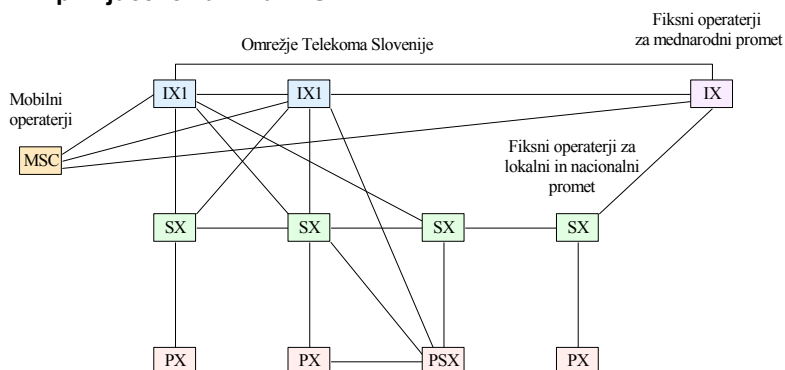 Fiksni operaterji
za mednarodni promet
Omrežje Telekoma Slovenije
Mobilni
operaterji
IX1
IX1
IX
MSC
Fiksni operaterji za
lokalni in nacionalni
promet
SX
SX
SX
SX
PX
PX
PSX
PX